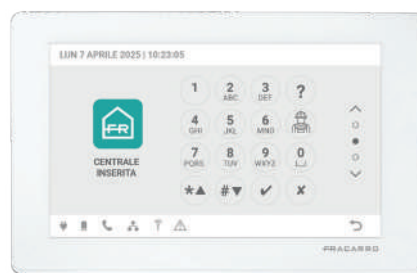 LUN 7 APRILE 2025 | 10:23:05
1 2 3 ?
ABC DEF
4 5 6
GHI JKL MNO
7 8 9 0
PQRS TUV WXYZ
*▲ #▼ ✔ ✘
FR
CENTRALE
INSERITA
FRACARRO